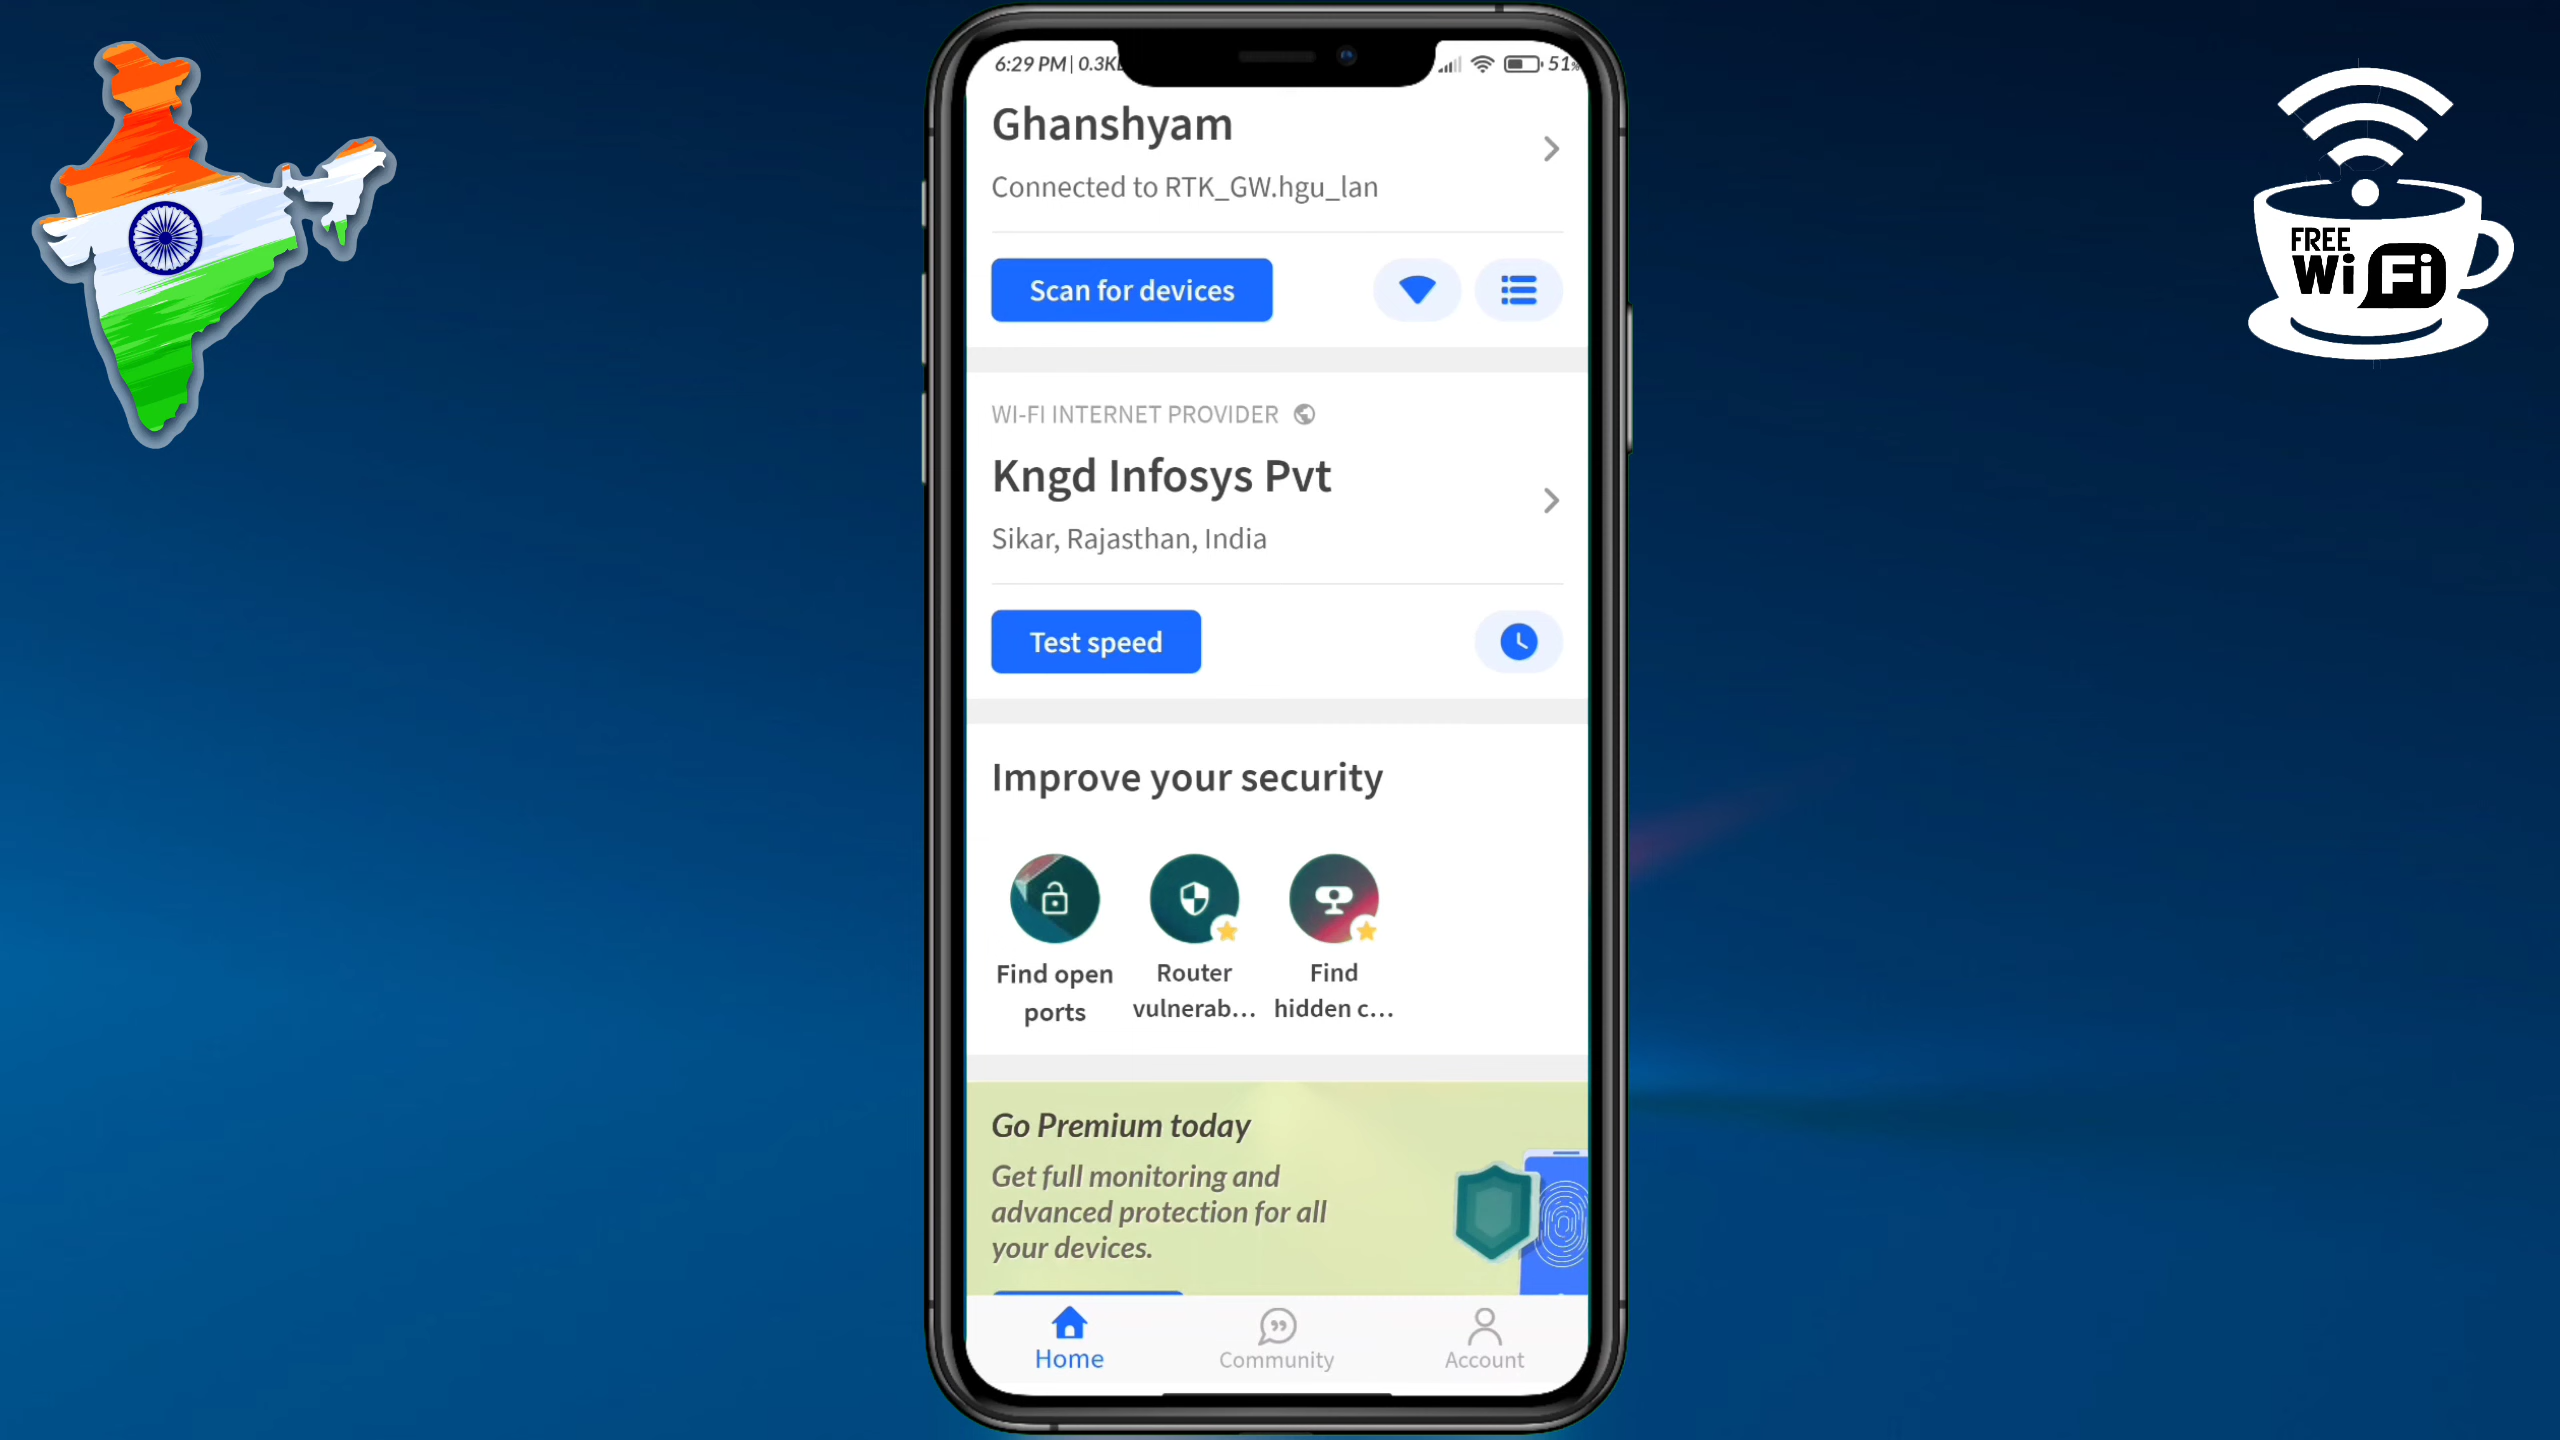 6:29 PM | 0.3K
51%
Ghanshyam
Connected to RTK_GW.hgu_lan
Scan for devices
WI-FI INTERNET PROVIDER
Kngd Infosys Pvt
Sikar, Rajasthan, India
Test speed
Improve your security
Find open
ports
Router
vulnerab...
Find
hidden c...
Go Premium today
Get full monitoring and
advanced protection for all
your devices.
Home
Community
Account
FREE
Wi Fi